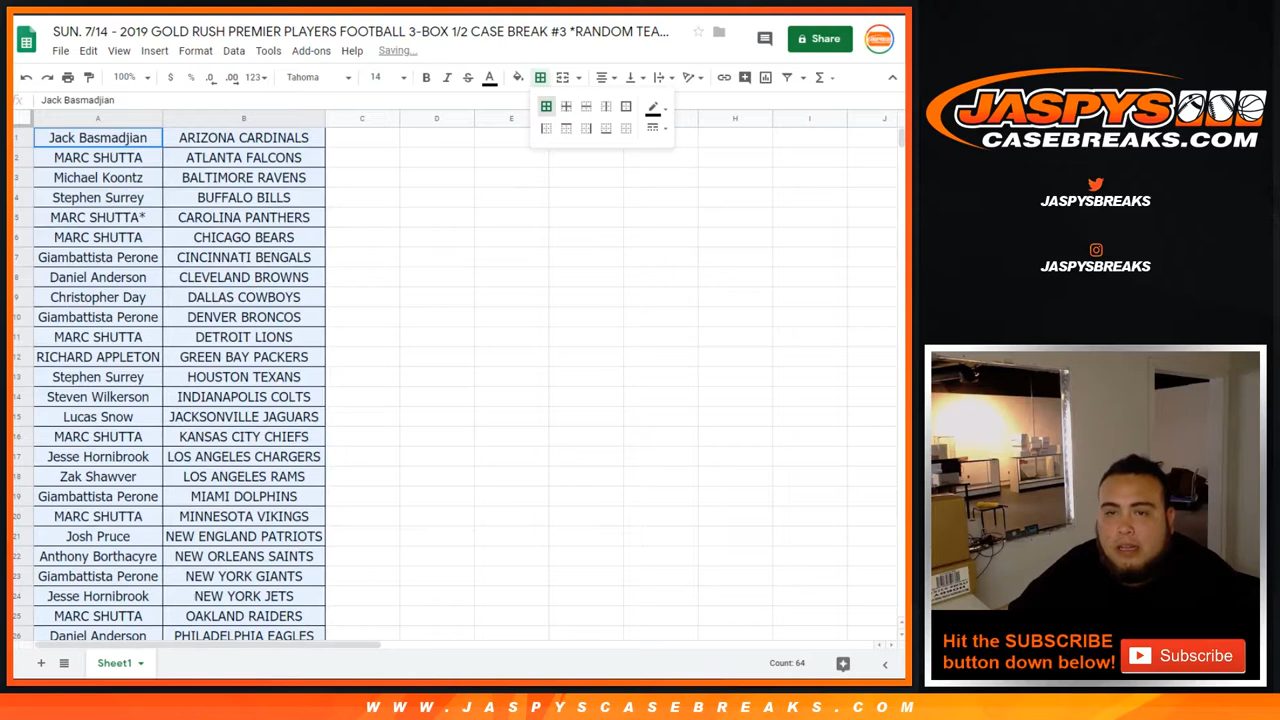 SUN. 7/14 - 2019 GOLD RUSH PREMIER PLAYERS FOOTBALL 3-BOX 1/2 CASE BREAK #3 *RANDOM TEA...
File Edit View Insert Format Data Tools Add-ons Help Saving...
Share
100% $ % .0 .00 123 Tahoma 14 B I S A
fx Jack Basmadjian
A B C D E H I J
1 Jack Basmadjian ARIZONA CARDINALS
2 MARC SHUTTA ATLANTA FALCONS
3 Michael Koontz BALTIMORE RAVENS
4 Stephen Surrey BUFFALO BILLS
5 MARC SHUTTA* CAROLINA PANTHERS
6 MARC SHUTTA CHICAGO BEARS
7 Giambattista Perone CINCINNATI BENGALS
8 Daniel Anderson CLEVELAND BROWNS
9 Christopher Day DALLAS COWBOYS
10 Giambattista Perone DENVER BRONCOS
11 MARC SHUTTA DETROIT LIONS
12 RICHARD APPLETON GREEN BAY PACKERS
13 Stephen Surrey HOUSTON TEXANS
14 Steven Wilkerson INDIANAPOLIS COLTS
15 Lucas Snow JACKSONVILLE JAGUARS
16 MARC SHUTTA KANSAS CITY CHIEFS
17 Jesse Hornibrook LOS ANGELES CHARGERS
18 Zak Shawver LOS ANGELES RAMS
19 Giambattista Perone MIAMI DOLPHINS
20 MARC SHUTTA MINNESOTA VIKINGS
21 Josh Pruce NEW ENGLAND PATRIOTS
22 Anthony Borthacyre NEW ORLEANS SAINTS
23 Giambattista Perone NEW YORK GIANTS
24 Jesse Hornibrook NEW YORK JETS
25 MARC SHUTTA OAKLAND RAIDERS
26 Daniel Anderson PHILADELPHIA EAGLES
Sheet1
Count: 64
JASPYS
CASEBREAKS.COM
JASPYSBREAKS
JASPYSBREAKS
Hit the SUBSCRIBE
button down below!
Subscribe
WWW.JASPYSCASEBREAKS.COM